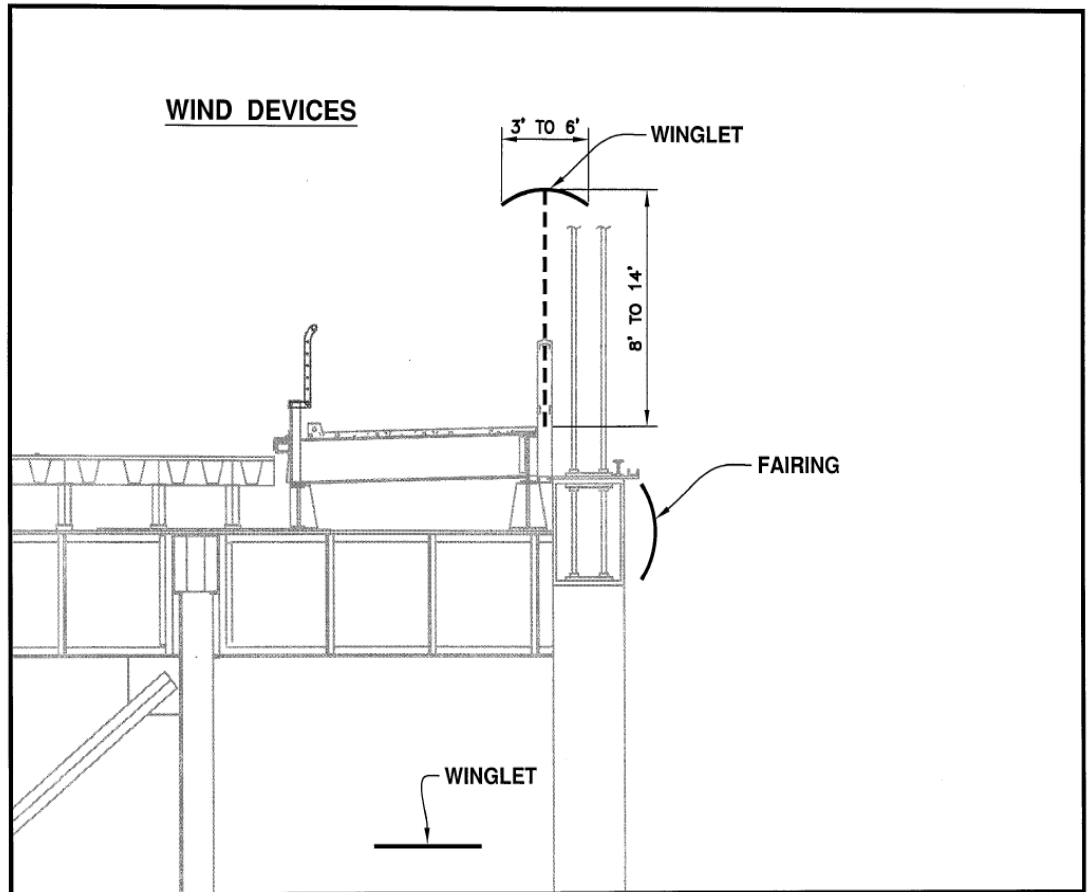 WIND DEVICES
3' TO 6'
WINGLET
8' TO 14'
FAIRING
WINGLET